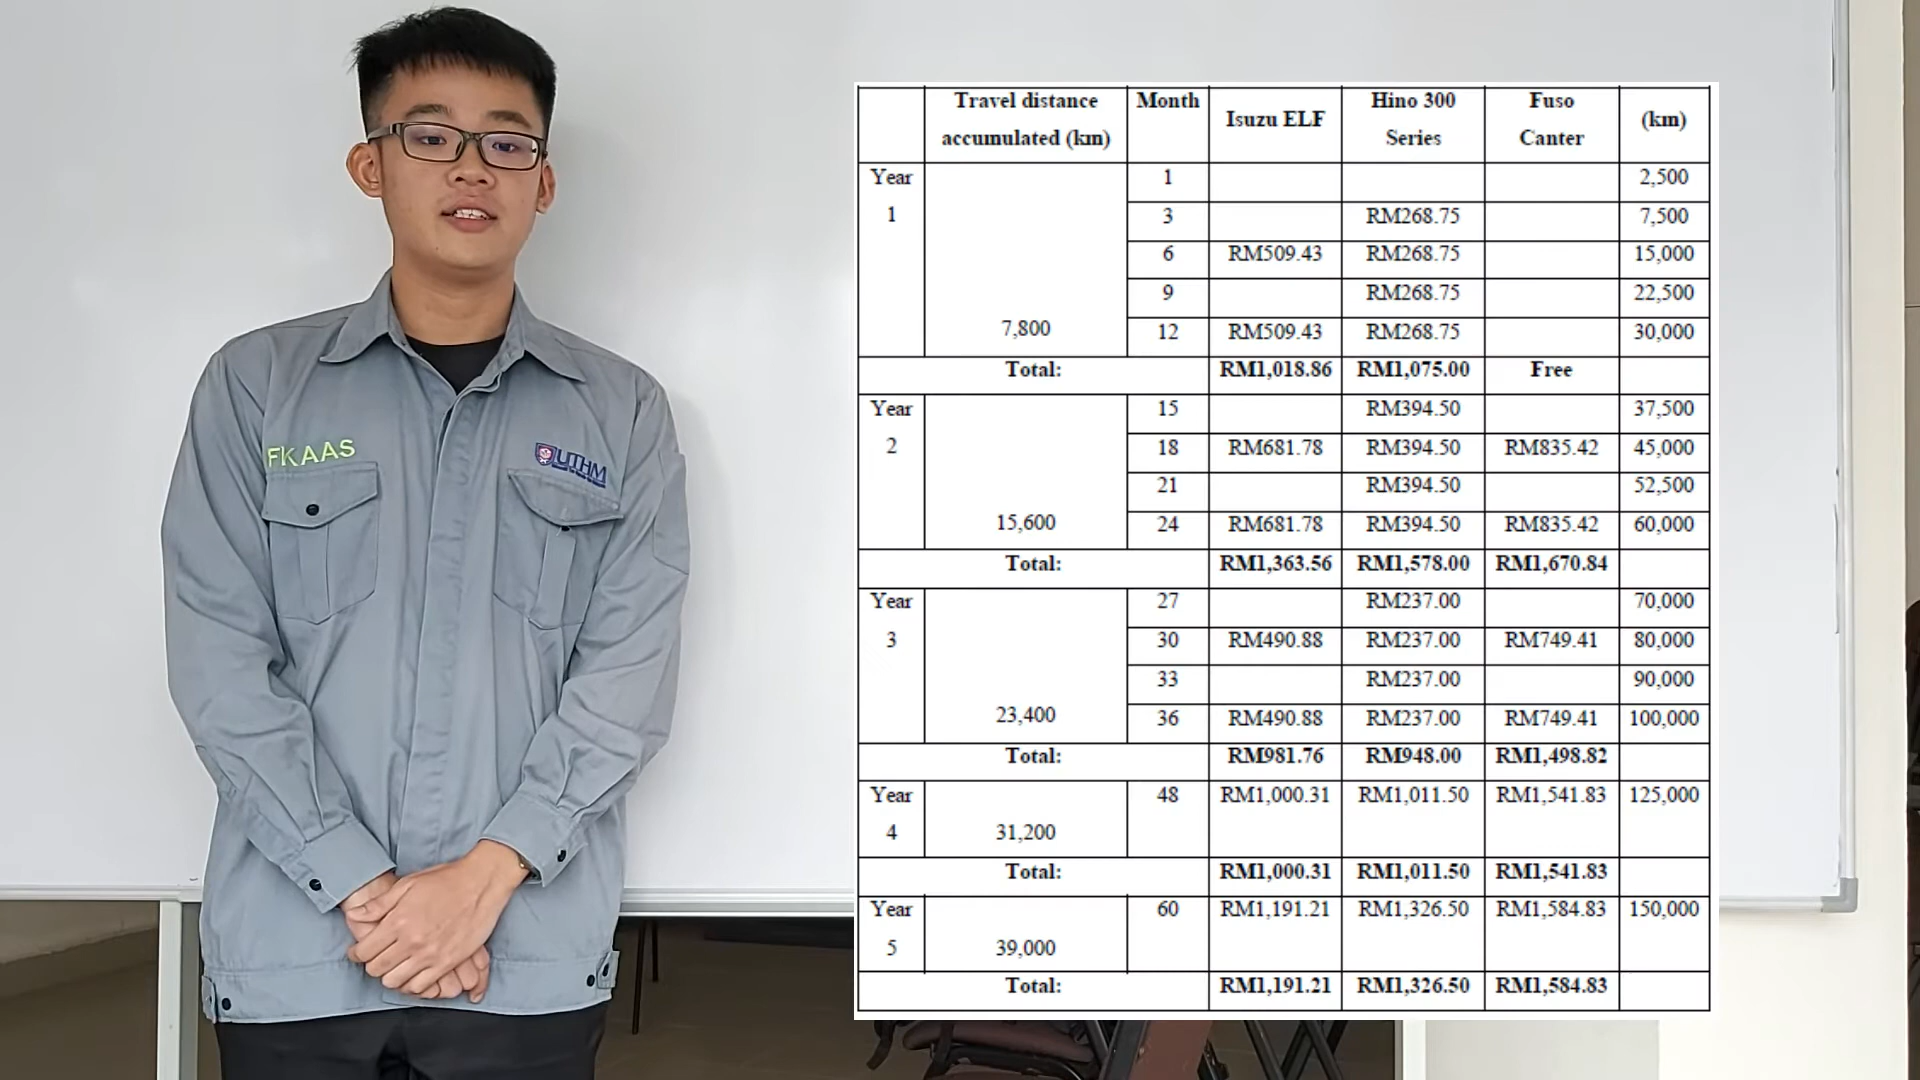 FKAAS
UTHM
Travel distance accumulated (km) Month Isuzu ELF Hino 300 Series Fuso Canter (km)
Year 1 7,800 1 2,500
3 RM268.75 7,500
6 RM509.43 RM268.75 15,000
9 RM268.75 22,500
12 RM509.43 RM268.75 30,000
Total: RM1,018.86 RM1,075.00 Free
Year 2 15,600 15 RM394.50 37,500
18 RM681.78 RM394.50 RM835.42 45,000
21 RM394.50 52,500
24 RM681.78 RM394.50 RM835.42 60,000
Total: RM1,363.56 RM1,578.00 RM1,670.84
Year 3 23,400 27 RM237.00 70,000
30 RM490.88 RM237.00 RM749.41 80,000
33 RM237.00 90,000
36 RM490.88 RM237.00 RM749.41 100,000
Total: RM981.76 RM948.00 RM1,498.82
Year 4 31,200 48 RM1,000.31 RM1,011.50 RM1,541.83 125,000
Total: RM1,000.31 RM1,011.50 RM1,541.83
Year 5 39,000 60 RM1,191.21 RM1,326.50 RM1,584.83 150,000
Total: RM1,191.21 RM1,326.50 RM1,584.83